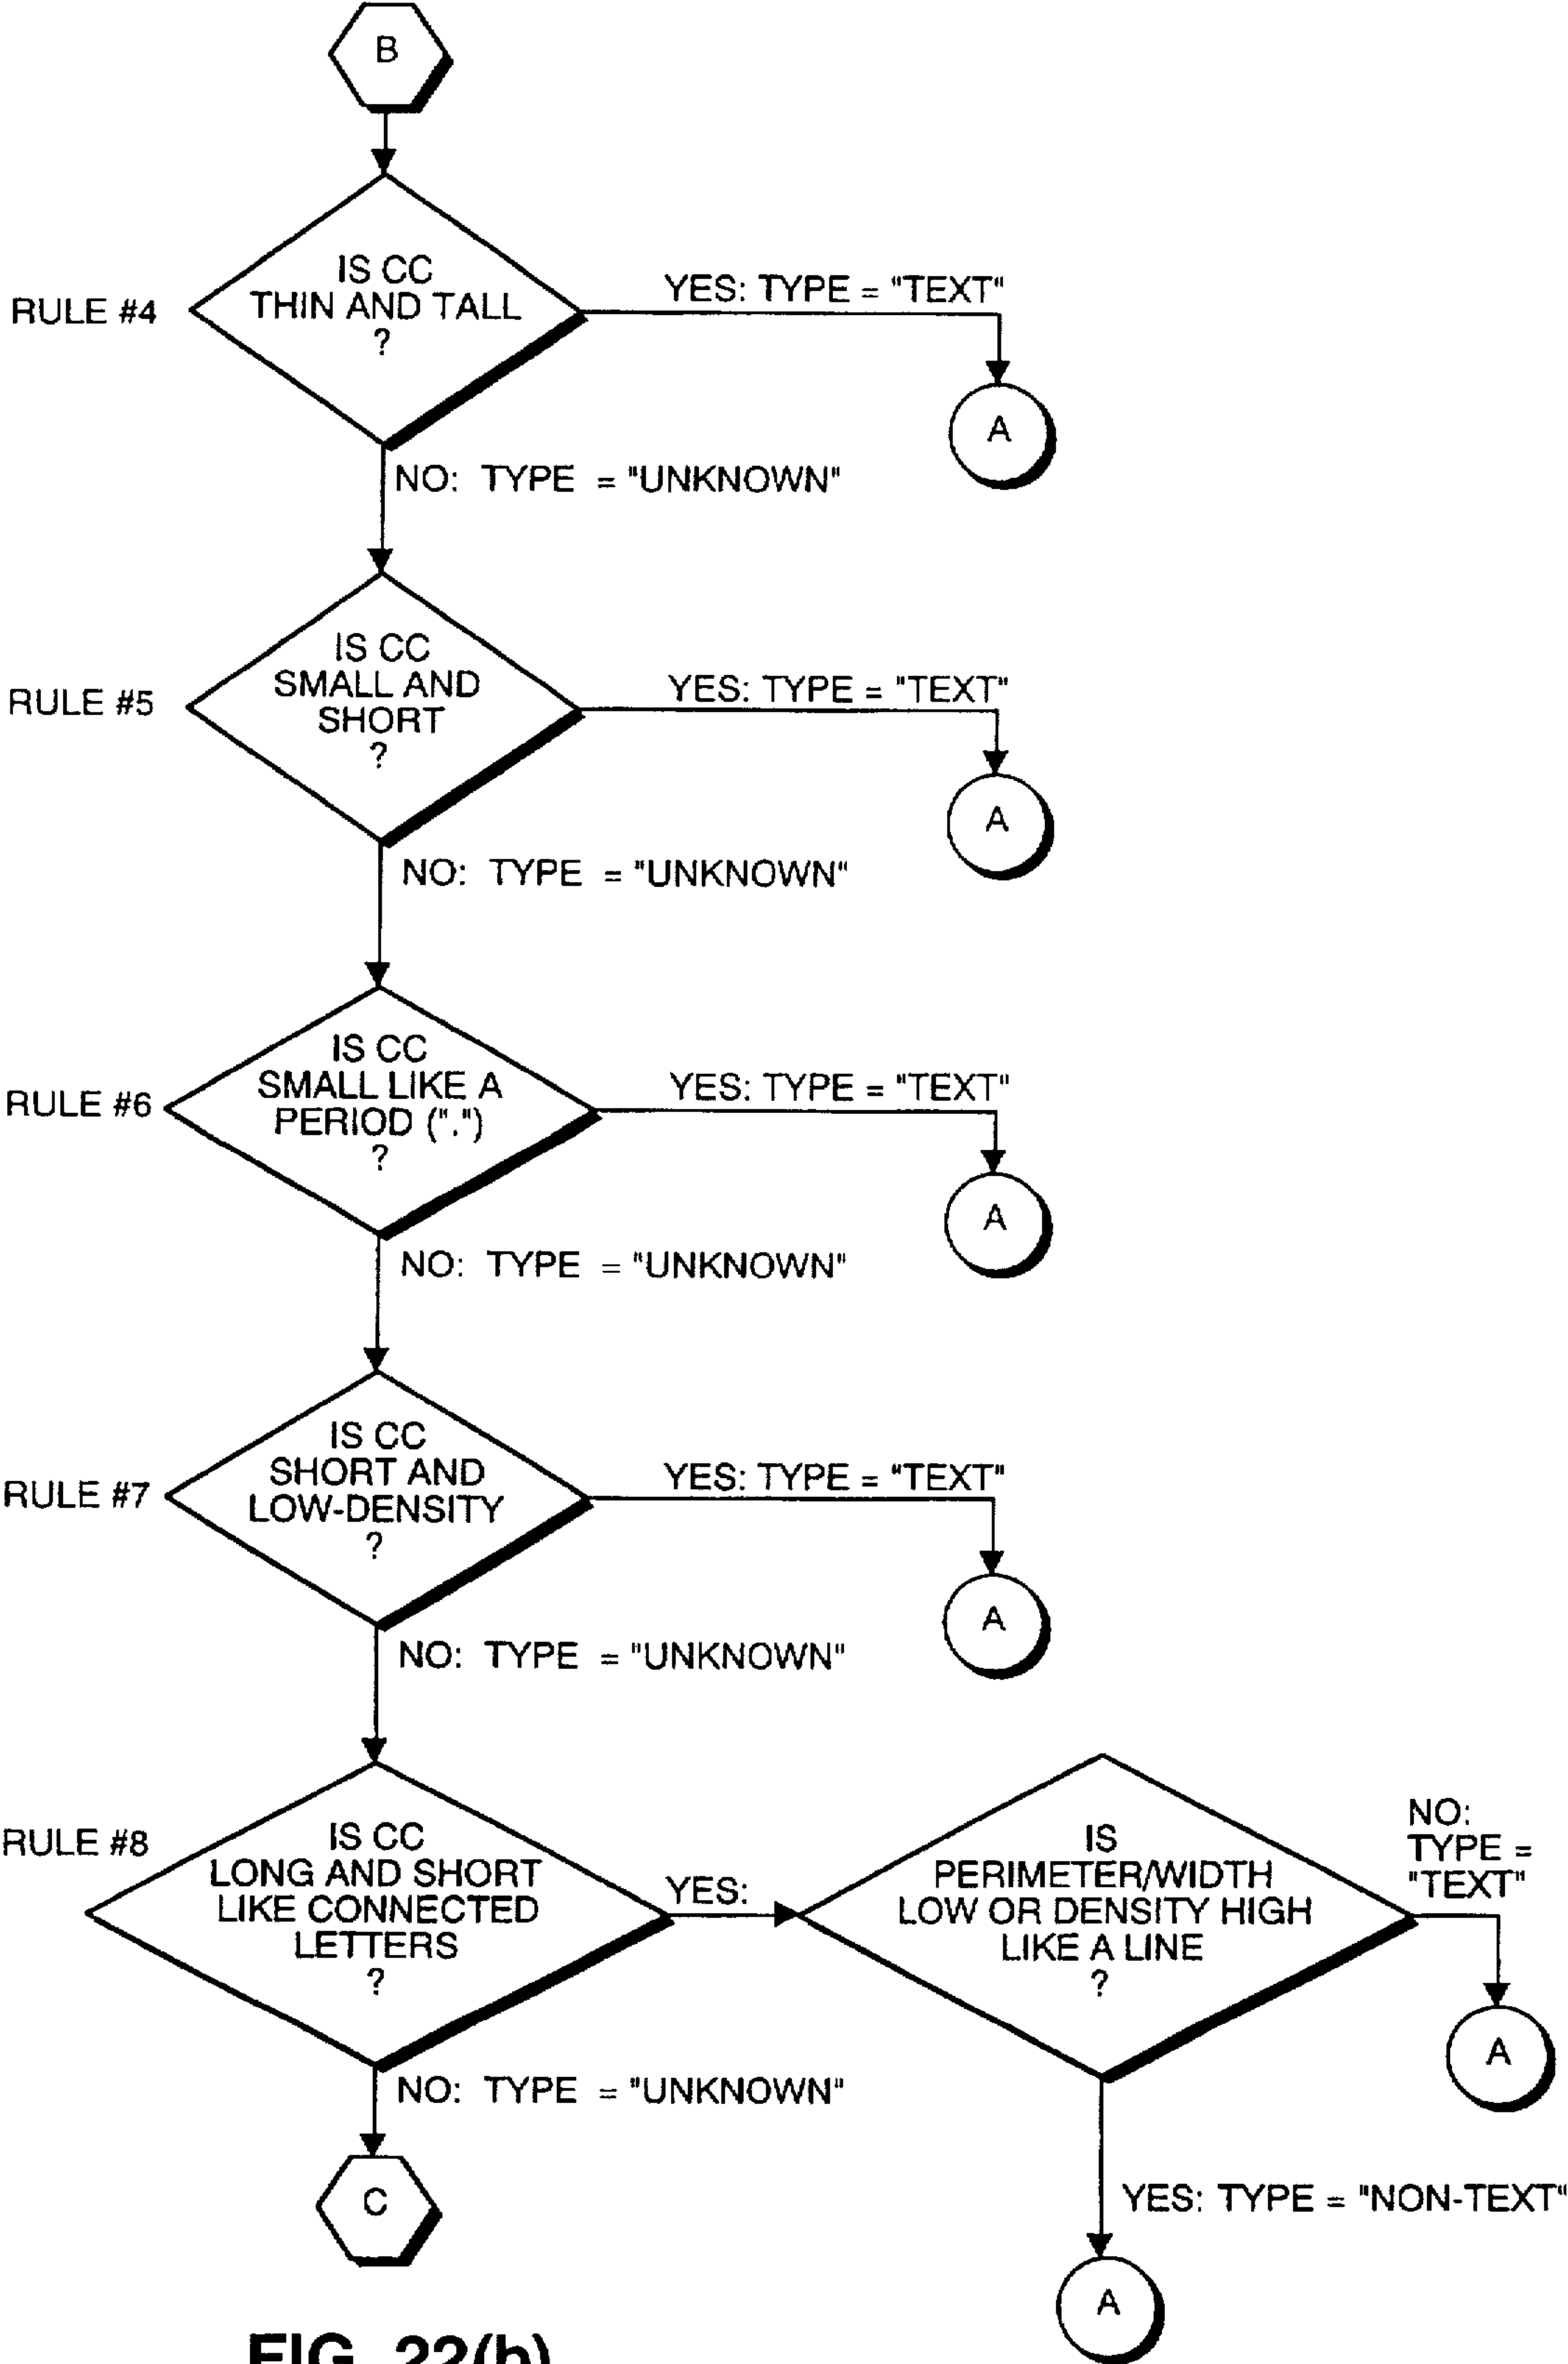 B
IS CC
THIN AND TALL
?
RULE #4
YES: TYPE = "TEXT"
A
NO: TYPE = "UNKNOWN"
IS CC
SMALL AND
SHORT
?
RULE #5
YES: TYPE = "TEXT"
A
NO: TYPE = "UNKNOWN"
IS CC
SMALL LIKE A
PERIOD (".")
?
RULE #6
YES: TYPE = "TEXT"
A
NO: TYPE = "UNKNOWN"
IS CC
SHORT AND
LOW-DENSITY
?
RULE #7
YES: TYPE = "TEXT"
A
NO: TYPE = "UNKNOWN"
RULE #8
IS CC
LONG AND SHORT
LIKE CONNECTED
LETTERS
?
YES:
IS
PERIMETER/WIDTH
LOW OR DENSITY HIGH
LIKE A LINE
?
NO:
TYPE =
"TEXT"
A
NO: TYPE = "UNKNOWN"
C
YES: TYPE = "NON-TEXT"
A
FIG. 22(b)